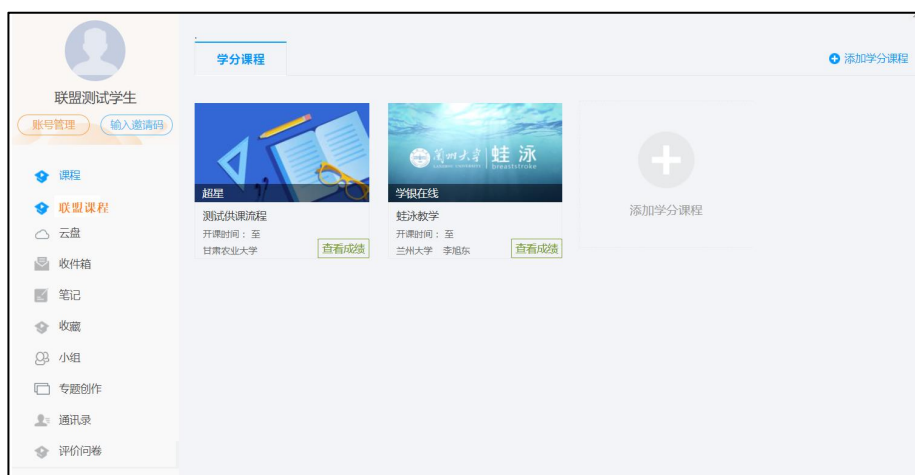 联盟测试学生
账号管理
输入邀请码
课程
联盟课程
云盘
收件箱
笔记
收藏
小组
专题创作
通讯录
评价问卷
学分课程
添加学分课程
超星
测试供课流程
开课时间：至
甘肃农业大学
查看成绩
兰州大学
蛙泳
breaststroke
学银在线
蛙泳教学
开课时间：至
兰州大学 李旭东
查看成绩
添加学分课程